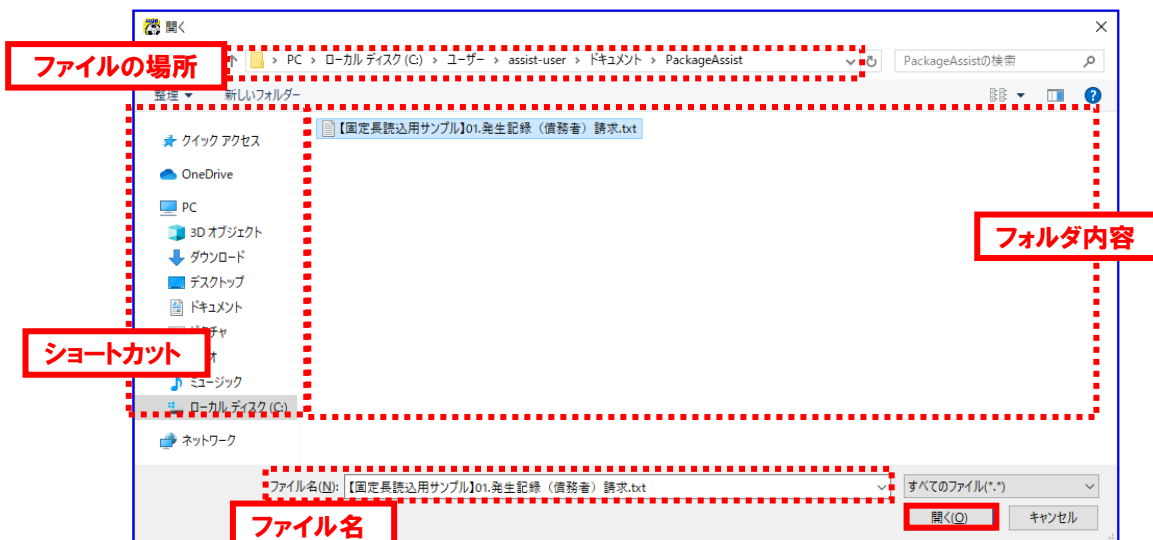 開く
ファイルの場所
PC › ローカル ディスク (C:) › ユーザー › assist-user › ドキュメント › PackageAssist
PackageAssistの検索
整理
新しいフォルダー
クイック アクセス
【固定長読込用サンプル】01.発生記録（債務者）請求.txt
OneDrive
PC
3D オブジェクト
フォルダ内容
ダウンロード
デスクトップ
ドキュメント
ショートカット
ミュージック
ローカル ディスク (C:)
ネットワーク
ファイル名(N):
【固定長読込用サンプル】01.発生記録（債務者）請求.txt
すべてのファイル(*.*)
ファイル名
開く(O)
キャンセル